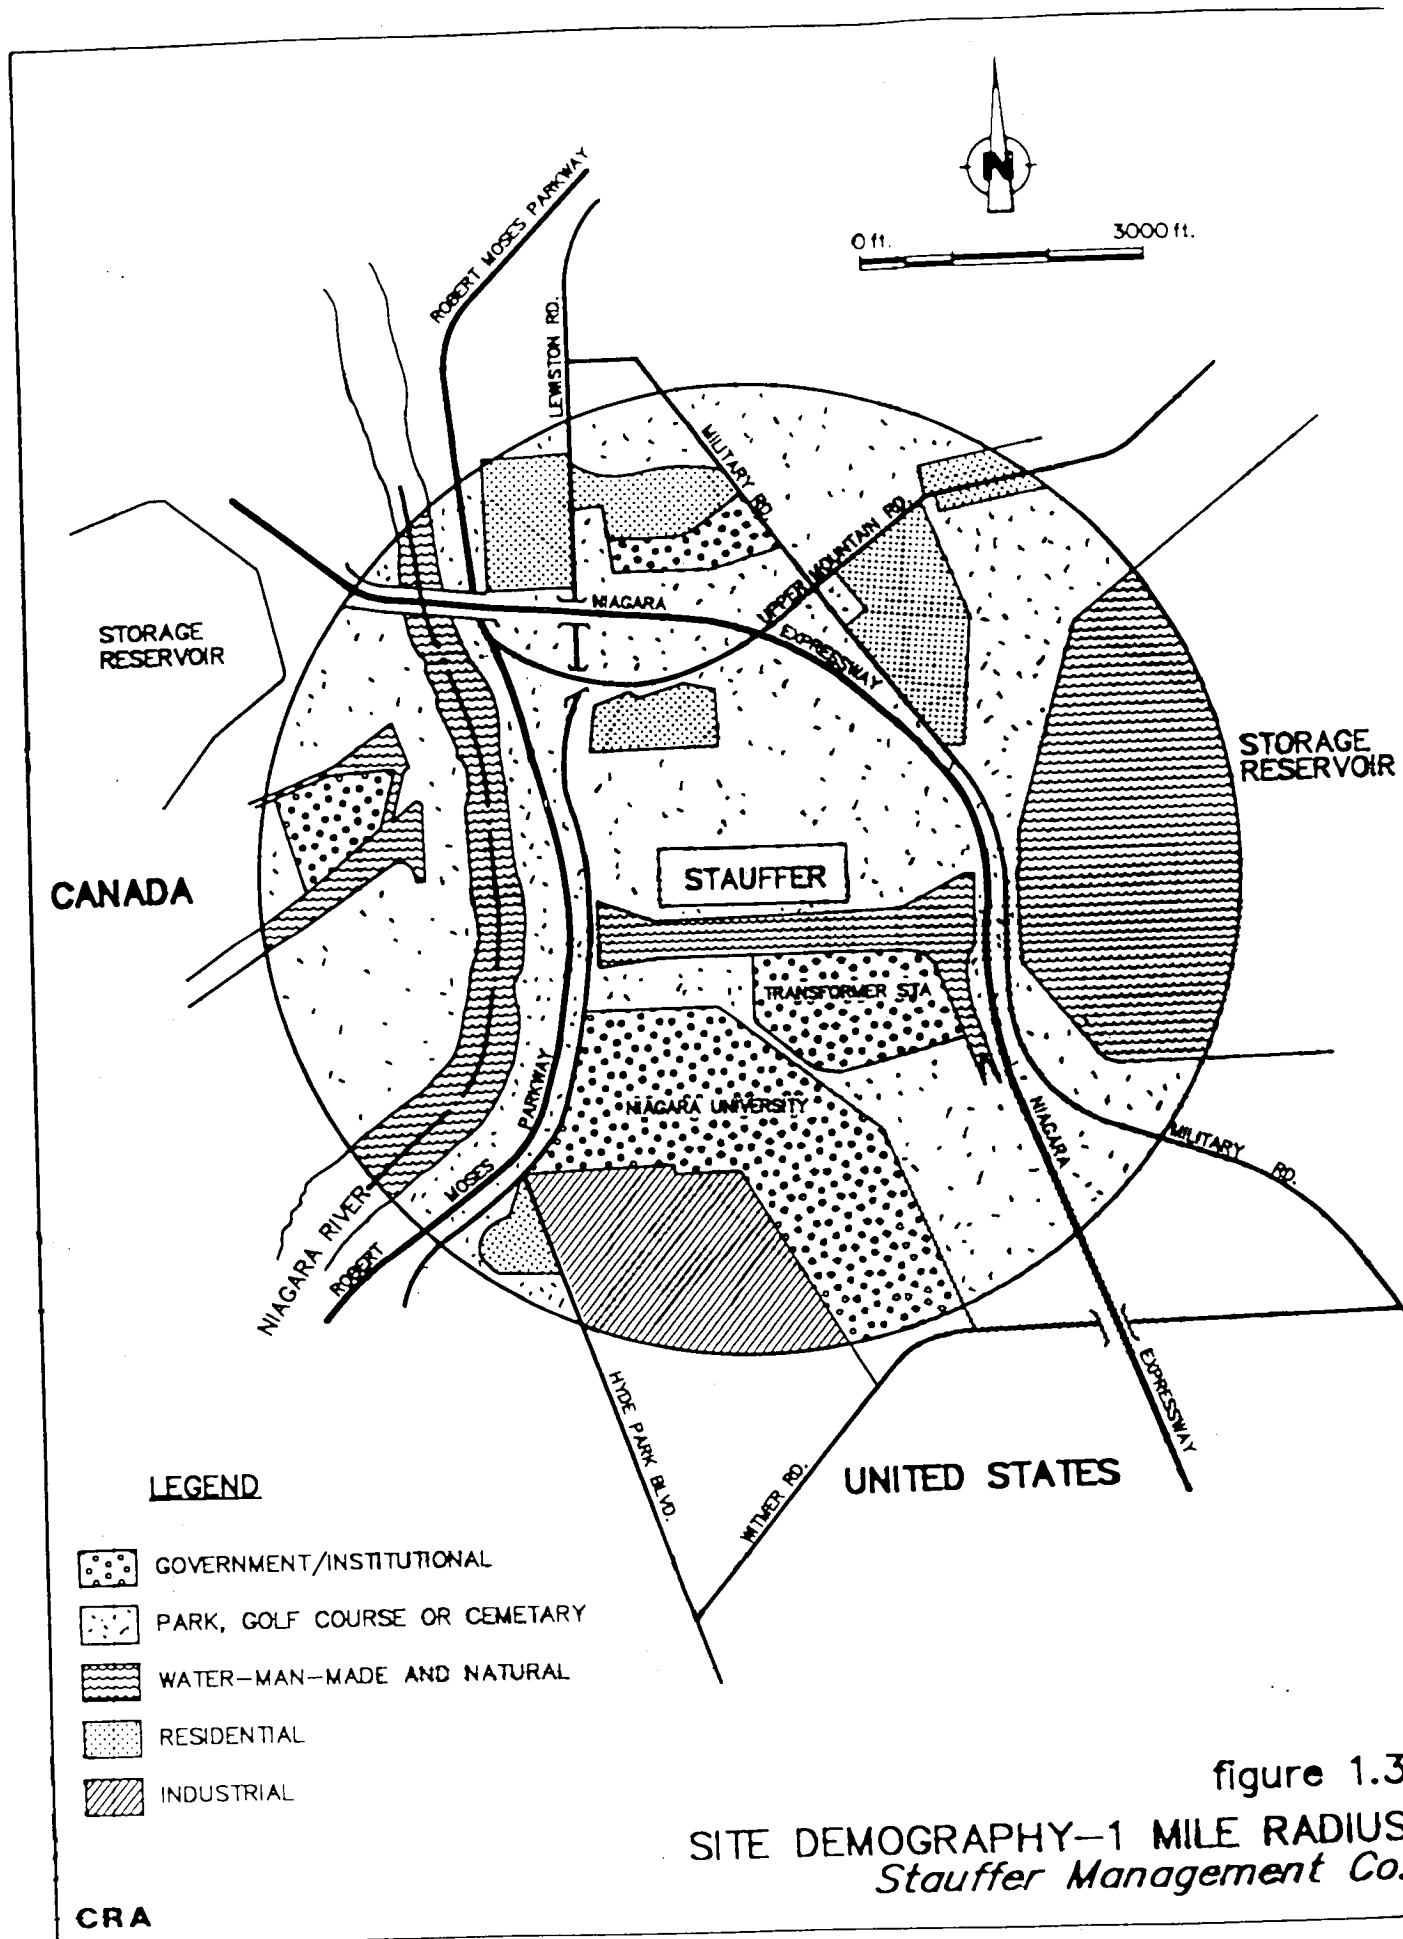 N
0 ft.
3000 ft.
ROBERT MOSES PARKWAY
LEWISTON RD.
MILITARY RD.
UPPER MOUNTAIN RD.
NIAGARA
EXPRESSWAY
STORAGE
RESERVOIR
STORAGE
RESERVOIR
CANADA
STAUFFER
TRANSFORMER STA
NIAGARA UNIVERSITY
PARKWAY
MOSES
ROBERT
NIAGARA RIVER
NIAGARA
MILITARY
RD.
EXPRESSWAY
HYDE PARK BLVD.
WITMER RD.
UNITED STATES
LEGEND
GOVERNMENT/INSTITUTIONAL
PARK, GOLF COURSE OR CEMETARY
WATER-MAN-MADE AND NATURAL
RESIDENTIAL
INDUSTRIAL
figure 1.3
SITE DEMOGRAPHY-1 MILE RADIUS
Stauffer Management Co.
CRA